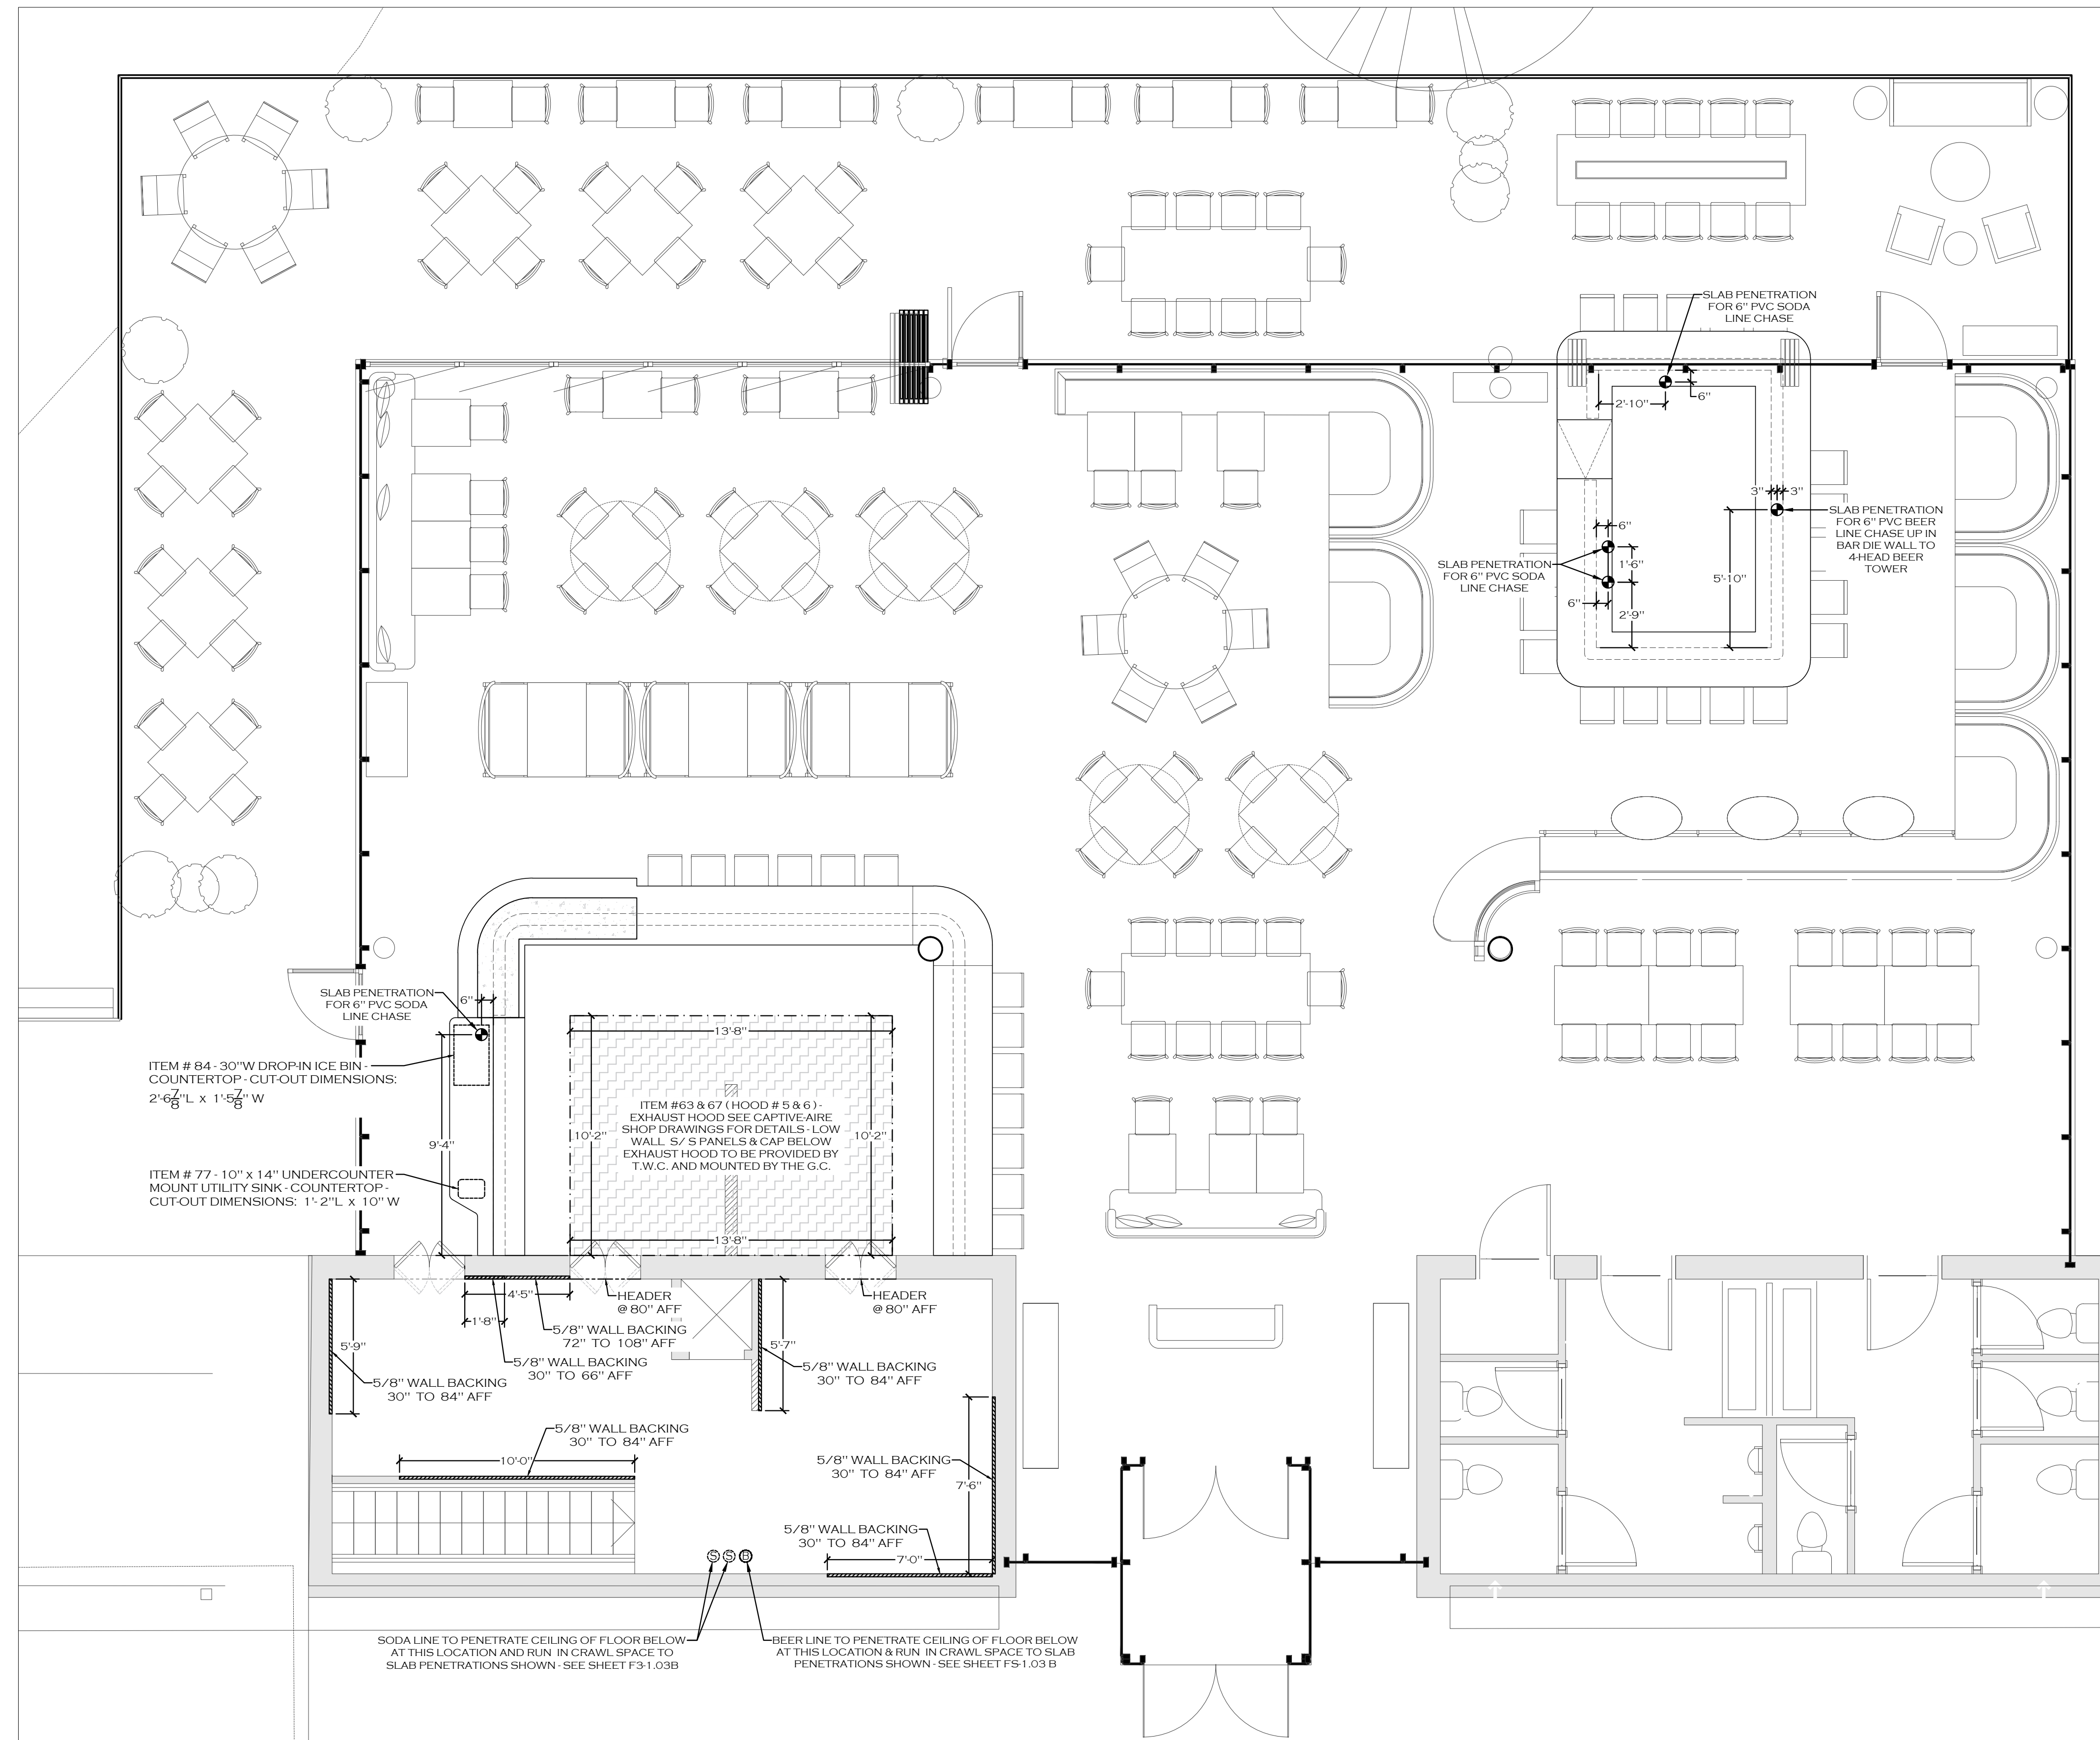 SLAB PENETRATION
FOR 6" PVC SODA
LINE CHASE
2'-10"
6"
3"
3"
SLAB PENETRATION
FOR 6" PVC BEER
LINE CHASE UP IN
BAR DIE WALL TO
4-HEAD BEER
TOWER
6"
1'-6"
5'-10"
SLAB PENETRATION
FOR 6" PVC SODA
LINE CHASE
6"
2'-9"
SLAB PENETRATION
FOR 6" PVC SODA
LINE CHASE
6"
13'-8"
ITEM # 84 - 30"W DROP-IN ICE BIN -
COUNTERTOP - CUT-OUT DIMENSIONS:
2'-6 7/8"L x 1'-5 7/8" W
9'-4"
10'-2"
ITEM #63 & 67 ( HOOD # 5 & 6 ) -
EXHAUST HOOD SEE CAPTIVE-AIRE
SHOP DRAWINGS FOR DETAILS - LOW
WALL S/ S PANELS & CAP BELOW
EXHAUST HOOD TO BE PROVIDED BY
T.W.C. AND MOUNTED BY THE G.C.
10'-2"
ITEM # 77 - 10" x 14" UNDERCOUNTER
MOUNT UTILITY SINK - COUNTERTOP -
CUT-OUT DIMENSIONS: 1'- 2"L x 10" W
13'-8"
4'-5"
HEADER
@ 80" AFF
HEADER
@ 80" AFF
1'-8"
5/8" WALL BACKING
72" TO 108" AFF
5'-9"
5'-7"
5/8" WALL BACKING
30" TO 66" AFF
5/8" WALL BACKING
30" TO 84" AFF
5/8" WALL BACKING
30" TO 84" AFF
5/8" WALL BACKING
30" TO 84" AFF
10'-0"
5/8" WALL BACKING
30" TO 84" AFF
7'-6"
5/8" WALL BACKING
30" TO 84" AFF
7'-0"
S S B
SODA LINE TO PENETRATE CEILING OF FLOOR BELOW
AT THIS LOCATION AND RUN IN CRAWL SPACE TO
SLAB PENETRATIONS SHOWN - SEE SHEET F3-1.03B
BEER LINE TO PENETRATE CEILING OF FLOOR BELOW
AT THIS LOCATION & RUN IN CRAWL SPACE TO SLAB
PENETRATIONS SHOWN - SEE SHEET FS-1.03 B